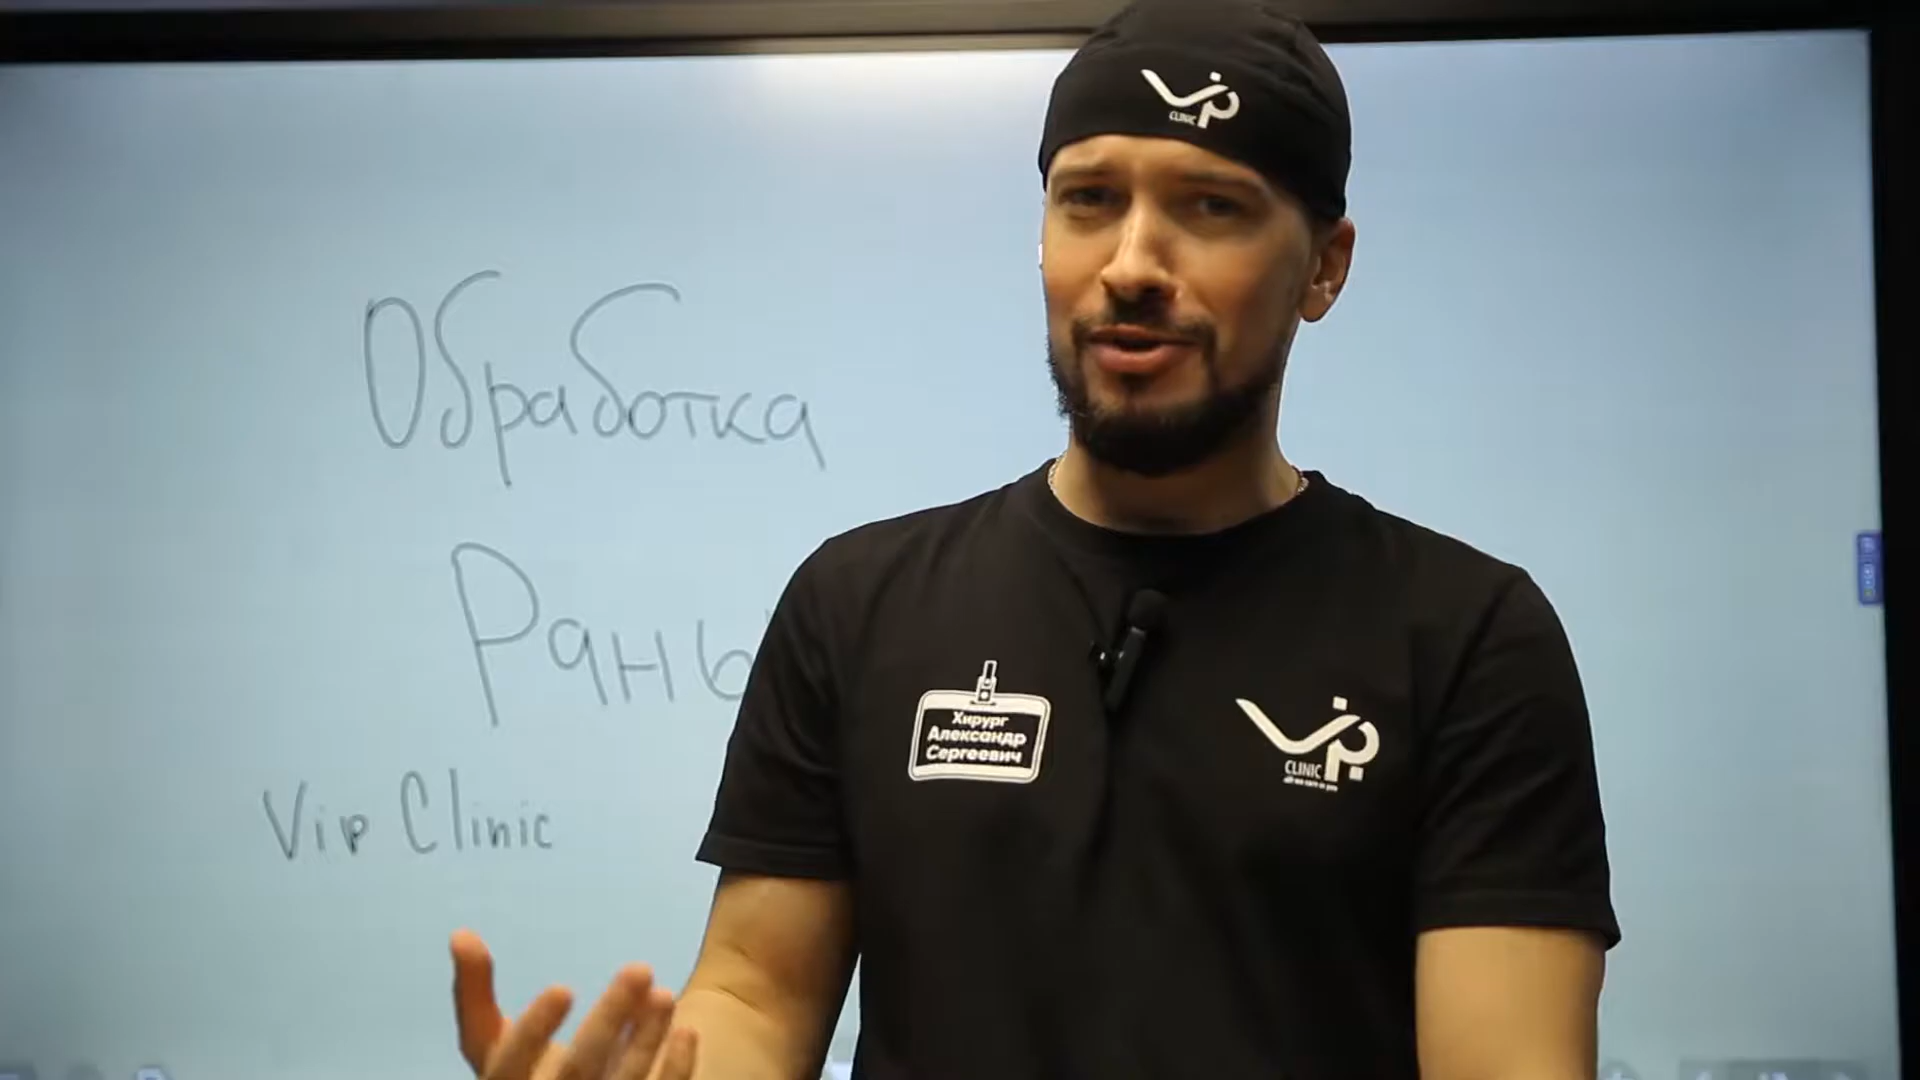 VIP
CLINIC
Обработка
Раны
Vip Clinic
Хирург
Александр
Сергеевич
VIP
CLINIC